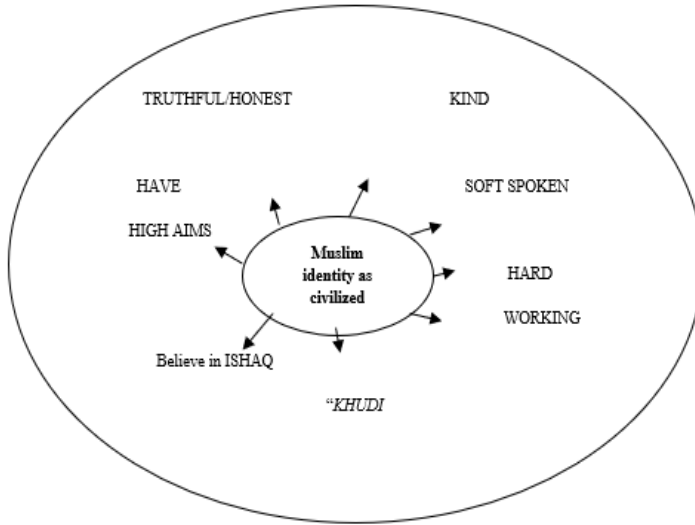 TRUTHFUL/HONEST
KIND
HAVE
HIGH AIMS
SOFT SPOKEN
Muslim
identity as
civilized
HARD
WORKING
Believe in ISHAQ
“KHUDI